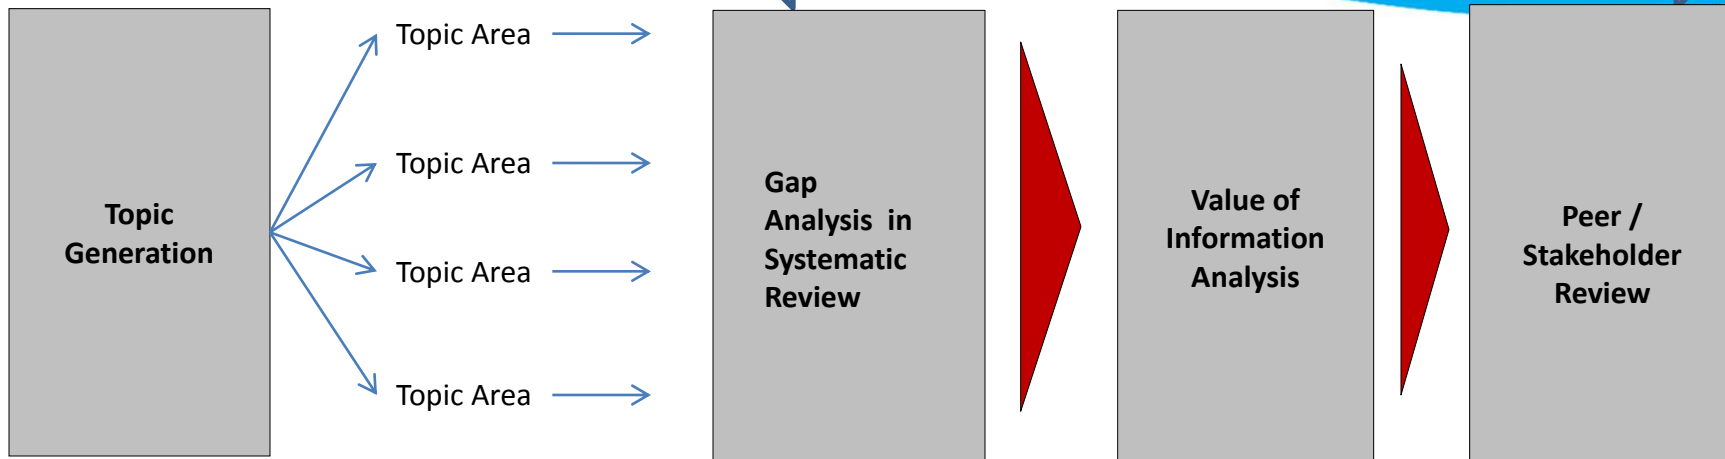 Topic
Generation
Topic Area
Topic Area
Topic Area
Topic Area
Gap
Analysis in
Systematic
Review
Value of
Information
Analysis
Peer /
Stakeholder
Review